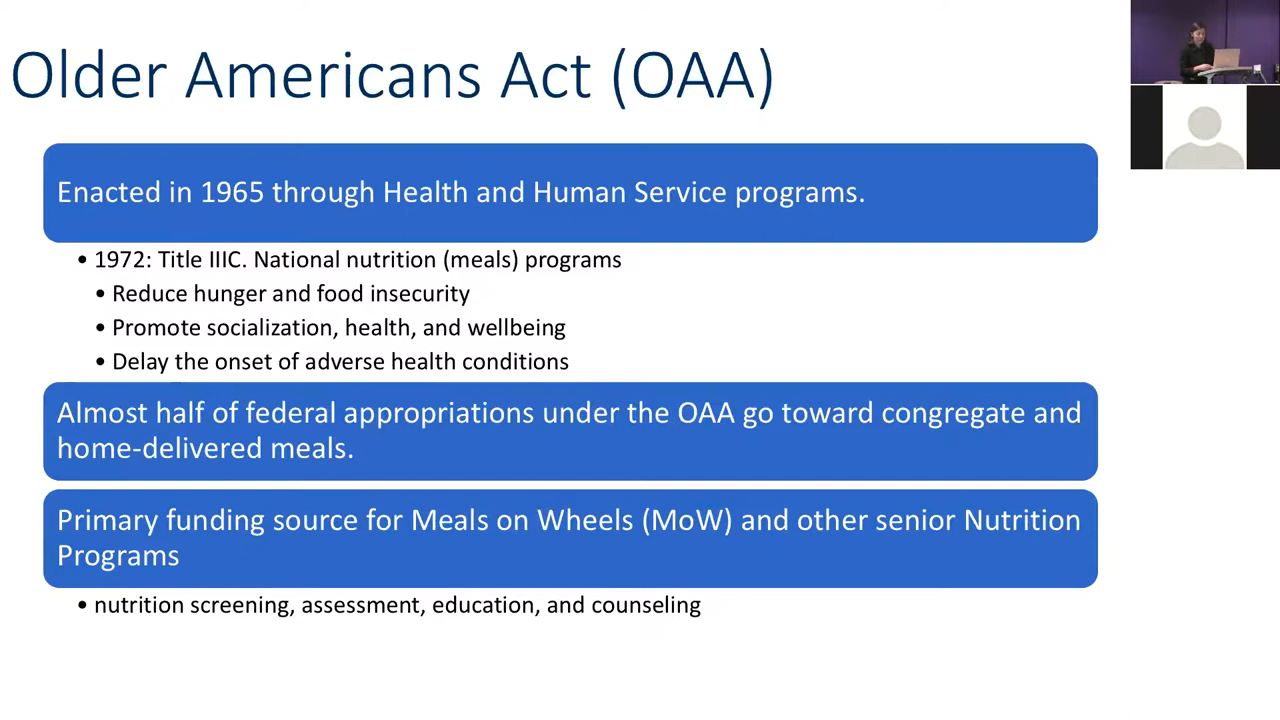 Older Americans Act (OAA)
Enacted in 1965 through Health and Human Service programs.
• 1972: Title IIIC. National nutrition (meals) programs
• Reduce hunger and food insecurity
• Promote socialization, health, and wellbeing
• Delay the onset of adverse health conditions
Almost half of federal appropriations under the OAA go toward congregate and
home-delivered meals.
Primary funding source for Meals on Wheels (MoW) and other senior Nutrition
Programs
• nutrition screening, assessment, education, and counseling